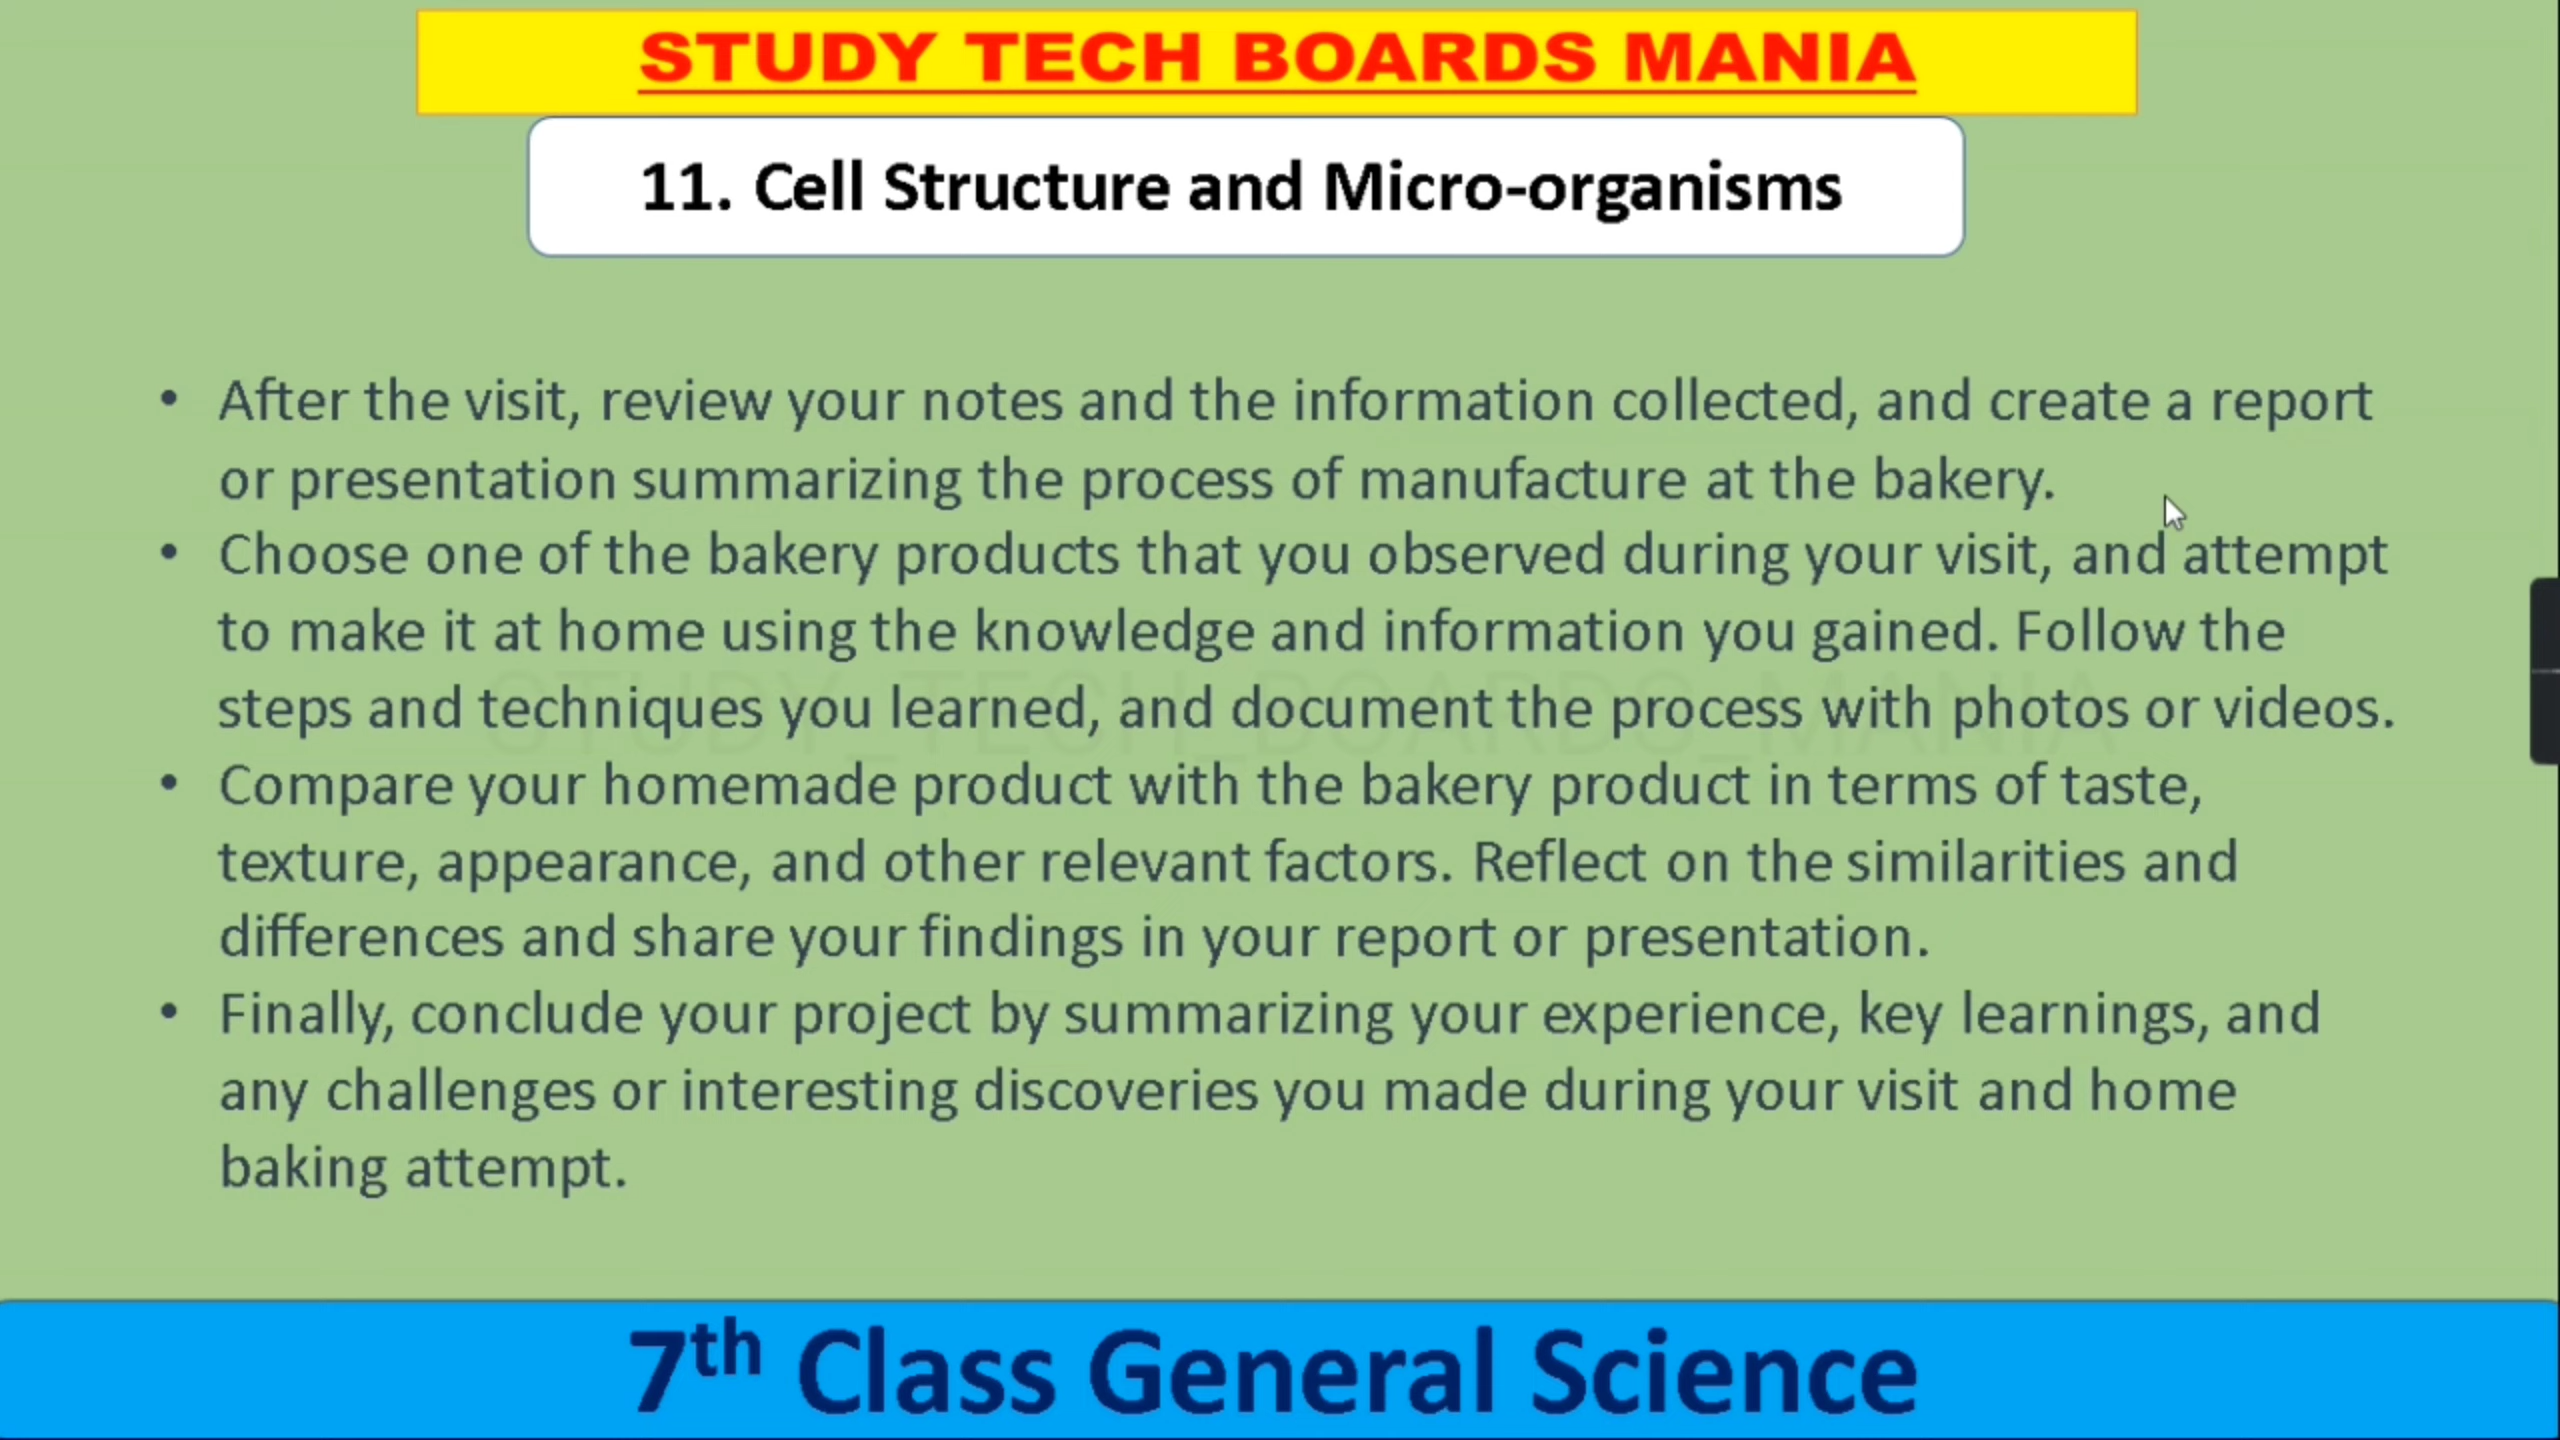 STUDY TECH BOARDS MANIA
11. Cell Structure and Micro-organisms
• After the visit, review your notes and the information collected, and create a report
or presentation summarizing the process of manufacture at the bakery.
• Choose one of the bakery products that you observed during your visit, and attempt
to make it at home using the knowledge and information you gained. Follow the
steps and techniques you learned, and document the process with photos or videos.
STUDY_TECH_BOARDS_MANIA
• Compare your homemade product with the bakery product in terms of taste,
texture, appearance, and other relevant factors. Reflect on the similarities and
differences and share your findings in your report or presentation.
• Finally, conclude your project by summarizing your experience, key learnings, and
any challenges or interesting discoveries you made during your visit and home
baking attempt.
7th Class General Science